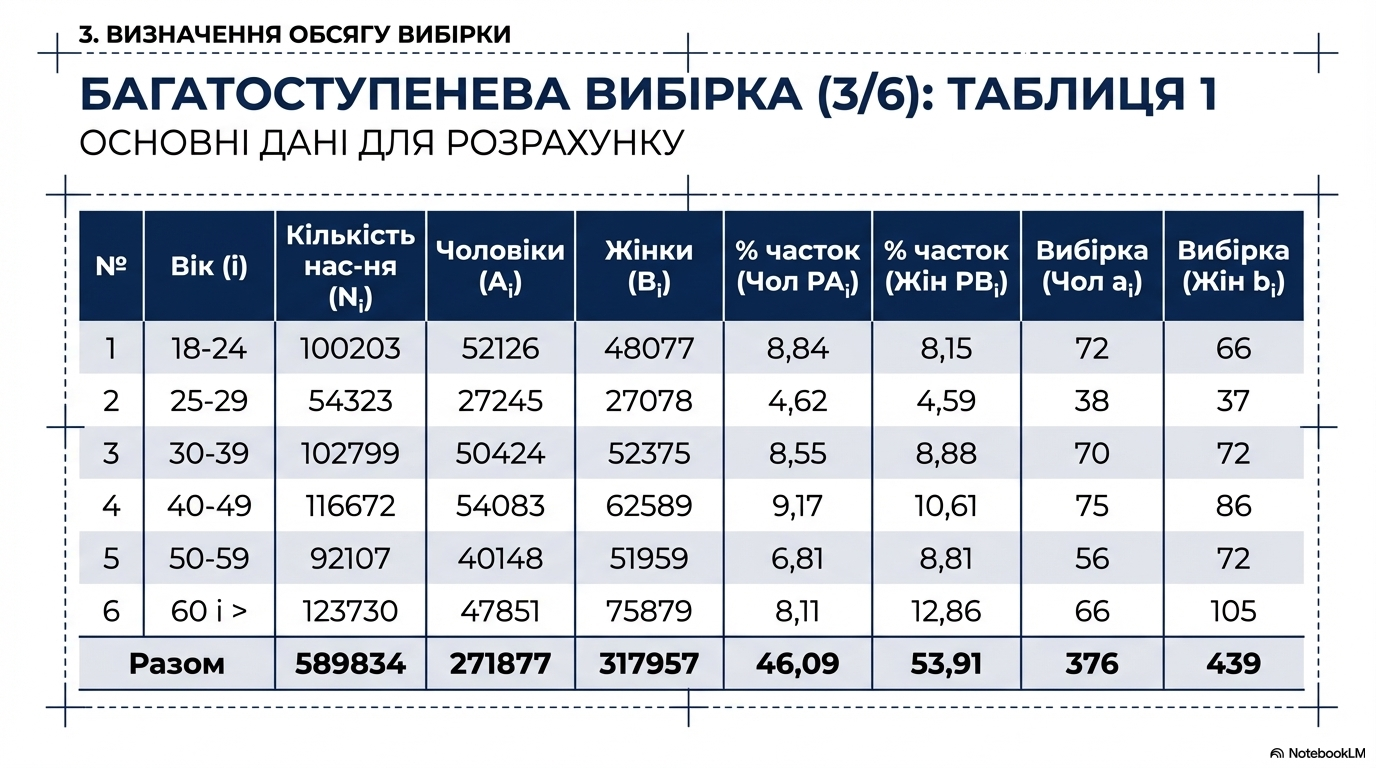 3. ВИЗНАЧЕННЯ ОБСЯГУ ВИБІРКИ
БАГАТОСТУПЕНЕВА ВИБІРКА (3/6): ТАБЛИЦЯ 1
ОСНОВНІ ДАНІ ДЛЯ РОЗРАХУНКУ
№ Вік (i) Кількість нас-ня (Ni) Чоловіки (Ai) Жінки (Bi) % часток (Чол PAi) % часток (Жін PBi) Вибірка (Чол ai) Вибірка (Жін bi)
1 18-24 100203 52126 48077 8,84 8,15 72 66
2 25-29 54323 27245 27078 4,62 4,59 38 37
3 30-39 102799 50424 52375 8,55 8,88 70 72
4 40-49 116672 54083 62589 9,17 10,61 75 86
5 50-59 92107 40148 51959 6,81 8,81 56 72
6 60 і > 123730 47851 75879 8,11 12,86 66 105
Разом 589834 271877 317957 46,09 53,91 376 439
NotebookLM